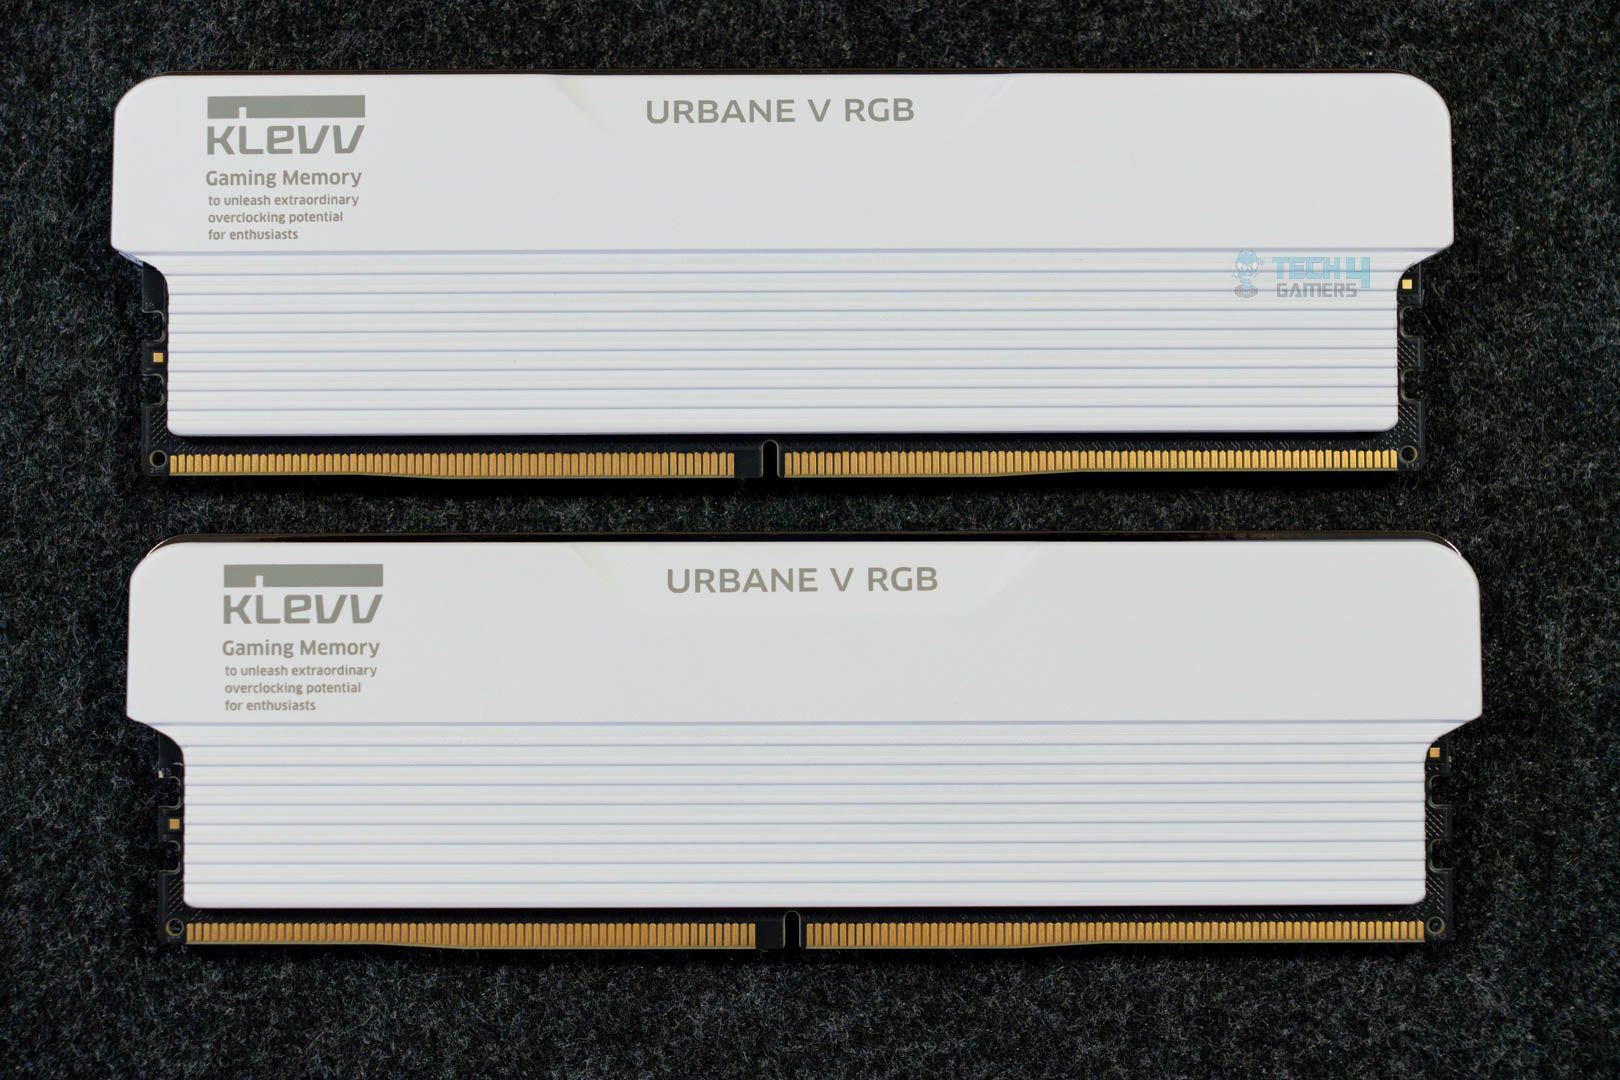 KLEVV
URBANE V RGB
Gaming Memory
to unleash extraordinary
overclocking potential
for enthusiasts
TECH 4
GAMERS
KLEVV
URBANE V RGB
Gaming Memory
to unleash extraordinary
overclocking potential
for enthusiasts